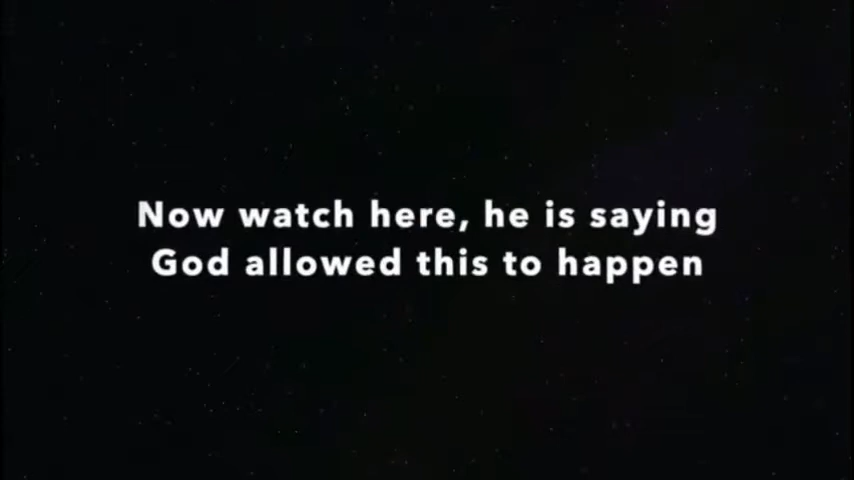 Now watch here, he is saying
God allowed this to happen